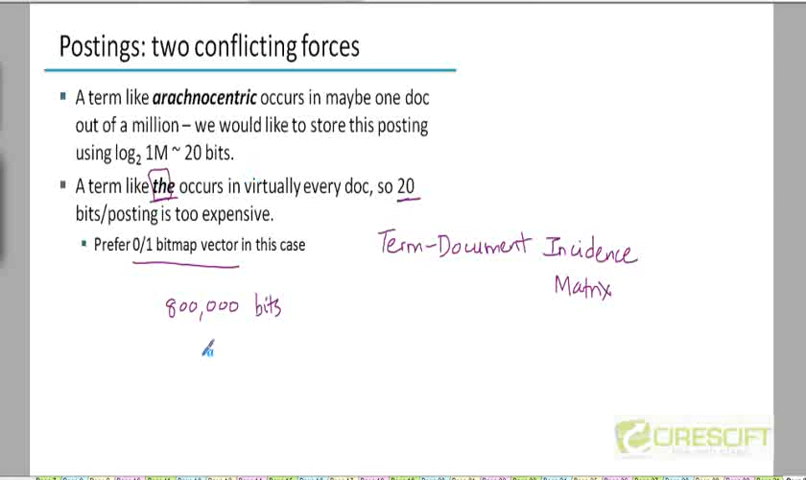 Postings: two conflicting forces
▪ A term like arachnocentric occurs in maybe one doc
out of a million – we would like to store this posting
using log₂ 1M ~ 20 bits.
▪ A term like the occurs in virtually every doc, so 20
bits/posting is too expensive.
▪ Prefer 0/1 bitmap vector in this case
Term-Document Incidence
Matrix
800,000 bits